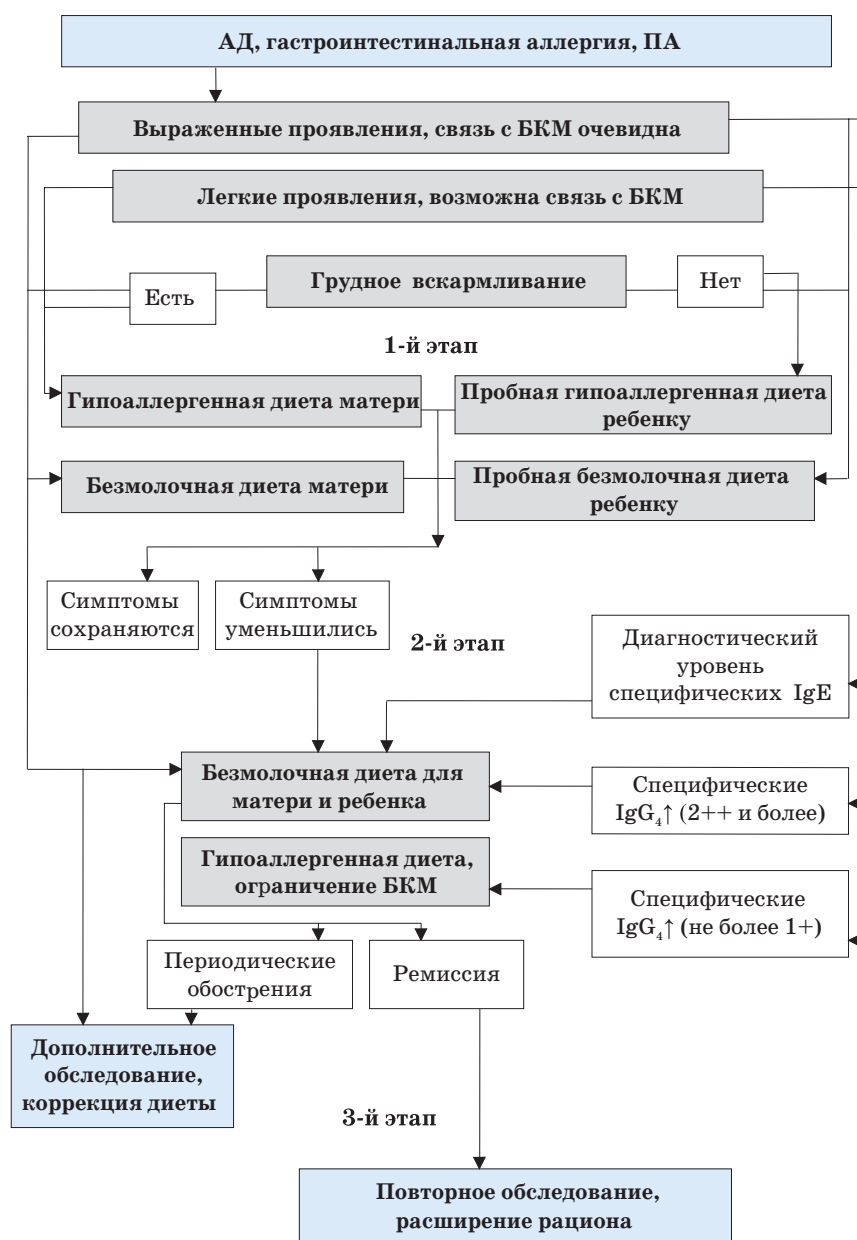 АД, гастроинтестинальная аллергия, ПА
Выраженные проявления, связь с БКМ очевидна
Легкие проявления, возможна связь с БКМ
Есть
Грудное вскармливание
Нет
1-й этап
Гипоаллергенная диета матери
Пробная гипоаллергенная диета
ребенку
Безмолочная диета матери
Пробная безмолочная диета
ребенку
Симптомы
сохраняются
Симптомы
уменьшились
2-й этап
Диагностический
уровень
специфических IgE
Безмолочная диета для
матери и ребенка
Специфические
IgG₄↑ (2++ и более)
Гипоаллергенная диета,
ограничение БКМ
Специфические
IgG₄↑ (не более 1+)
Периодические
обострения
Ремиссия
Дополнительное
обследование,
коррекция диеты
3-й этап
Повторное обследование,
расширение рациона